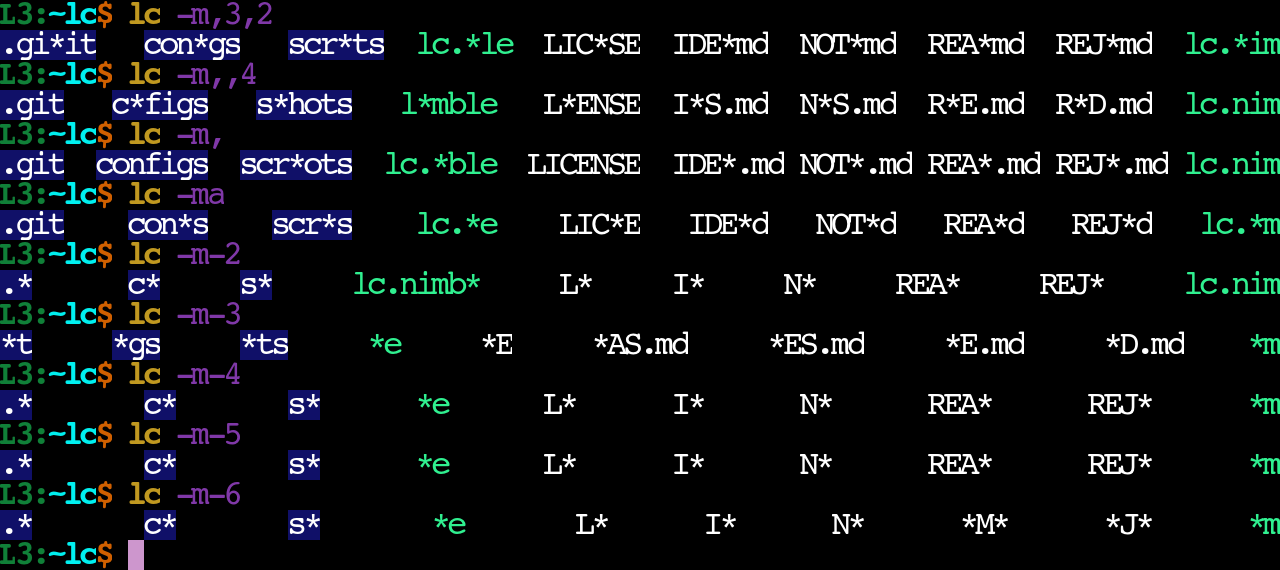 L3:~lc$ lc -m,3,2
.gi*it con*gs scr*ts lc.*le LIC*SE IDE*md NOT*md REA*md REJ*md lc.*im
L3:~lc$ lc -m,,4
.git c*figs s*hots l*mble L*ENSE I*S.md N*S.md R*E.md R*D.md lc.nim
L3:~lc$ lc -m,
.git configs scr*ots lc.*ble LICENSE IDE*.md NOT*.md REA*.md REJ*.md lc.nim
L3:~lc$ lc -ma
.git con*s scr*s lc.*e LIC*E IDE*d NOT*d REA*d REJ*d lc.*m
L3:~lc$ lc -m-2
.* c* s* lc.nimb* L* I* N* REA* REJ* lc.nim
L3:~lc$ lc -m-3
*t *gs *ts *e *E *AS.md *ES.md *E.md *D.md *m
L3:~lc$ lc -m-4
.* c* s* *e L* I* N* REA* REJ* *m
L3:~lc$ lc -m-5
.* c* s* *e L* I* N* REA* REJ* *m
L3:~lc$ lc -m-6
.* c* s* *e L* I* N* *M* *J* *m
L3:~lc$